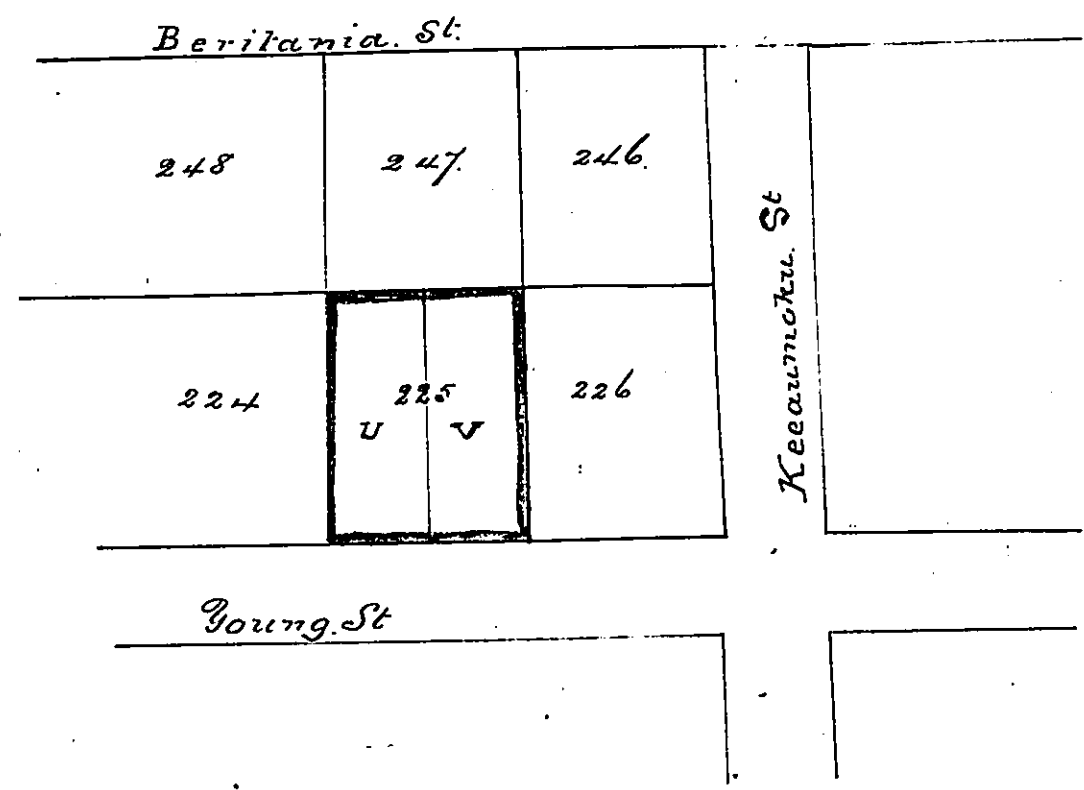 Beritania. St.
248
247.
246.
Keeaumoku. St
224
225
226
U
V
Young. St